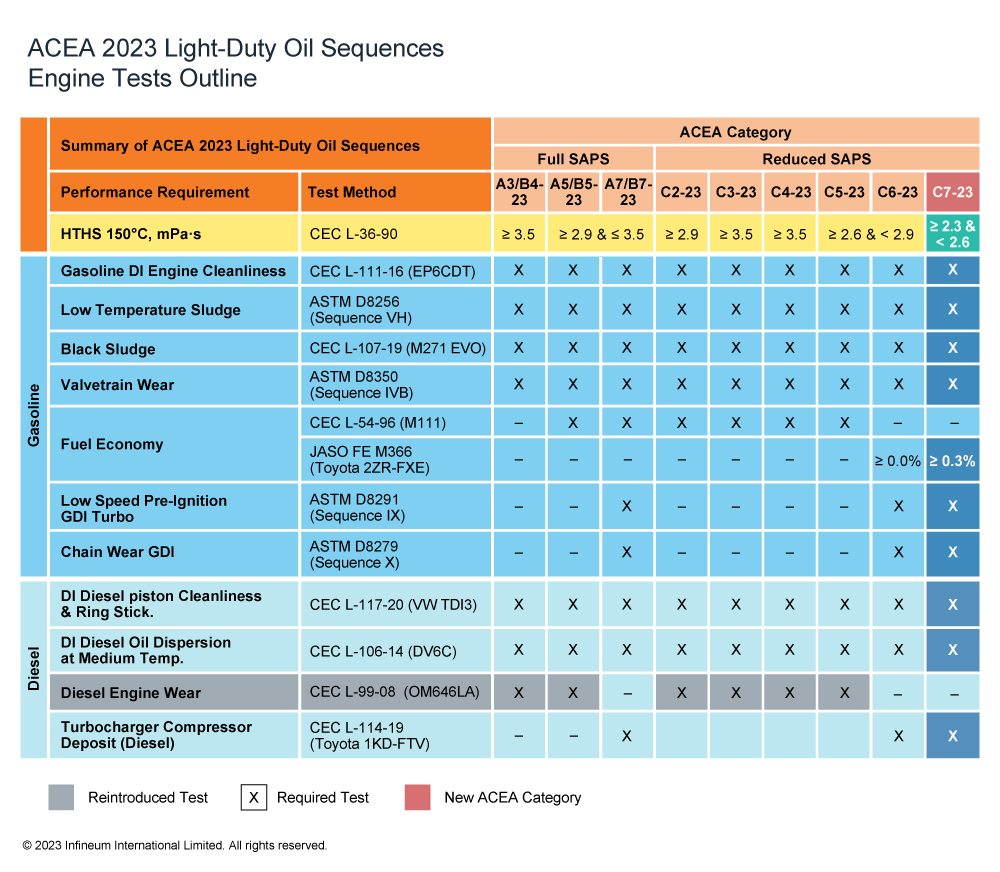 ACEA 2023 Light-Duty Oil Sequences
Engine Tests Outline
Summary of ACEA 2023 Light-Duty Oil Sequences
ACEA Category
Full SAPS
Reduced SAPS
Performance Requirement
Test Method
A3/B4-
23
A5/B5-
23
A7/B7-
23
C2-23
C3-23
C4-23
C5-23
C6-23
C7-23
HTHS 150°C, mPa·s
CEC L-36-90
≥ 3.5
≥ 2.9 & ≤ 3.5
≥ 2.9
≥ 3.5
≥ 3.5
≥ 2.6 & < 2.9
≥ 2.3 &
< 2.6
Gasoline
Gasoline DI Engine Cleanliness
CEC L-111-16 (EP6CDT)
X X X X X X X X X
Low Temperature Sludge
ASTM D8256
(Sequence VH)
X X X X X X X X X
Black Sludge
CEC L-107-19 (M271 EVO)
X X X X X X X X X
Valvetrain Wear
ASTM D8350
(Sequence IVB)
X X X X X X X X X
Fuel Economy
CEC L-54-96 (M111)
– X X X X X X – –
JASO FE M366
(Toyota 2ZR-FXE)
– – – – – – – ≥ 0.0% ≥ 0.3%
Low Speed Pre-Ignition
GDI Turbo
ASTM D8291
(Sequence IX)
– – X – – – – X X
Chain Wear GDI
ASTM D8279
(Sequence X)
– – X – – – – X X
Diesel
DI Diesel piston Cleanliness
& Ring Stick.
CEC L-117-20 (VW TDI3)
X X X X X X X X X
DI Diesel Oil Dispersion
at Medium Temp.
CEC L-106-14 (DV6C)
X X X X X X X X X
Diesel Engine Wear
CEC L-99-08 (OM646LA)
X X – X X X X – –
Turbocharger Compressor
Deposit (Diesel)
CEC L-114-19
(Toyota 1KD-FTV)
– – X X X
Reintroduced Test
X Required Test
New ACEA Category
© 2023 Infineum International Limited. All rights reserved.